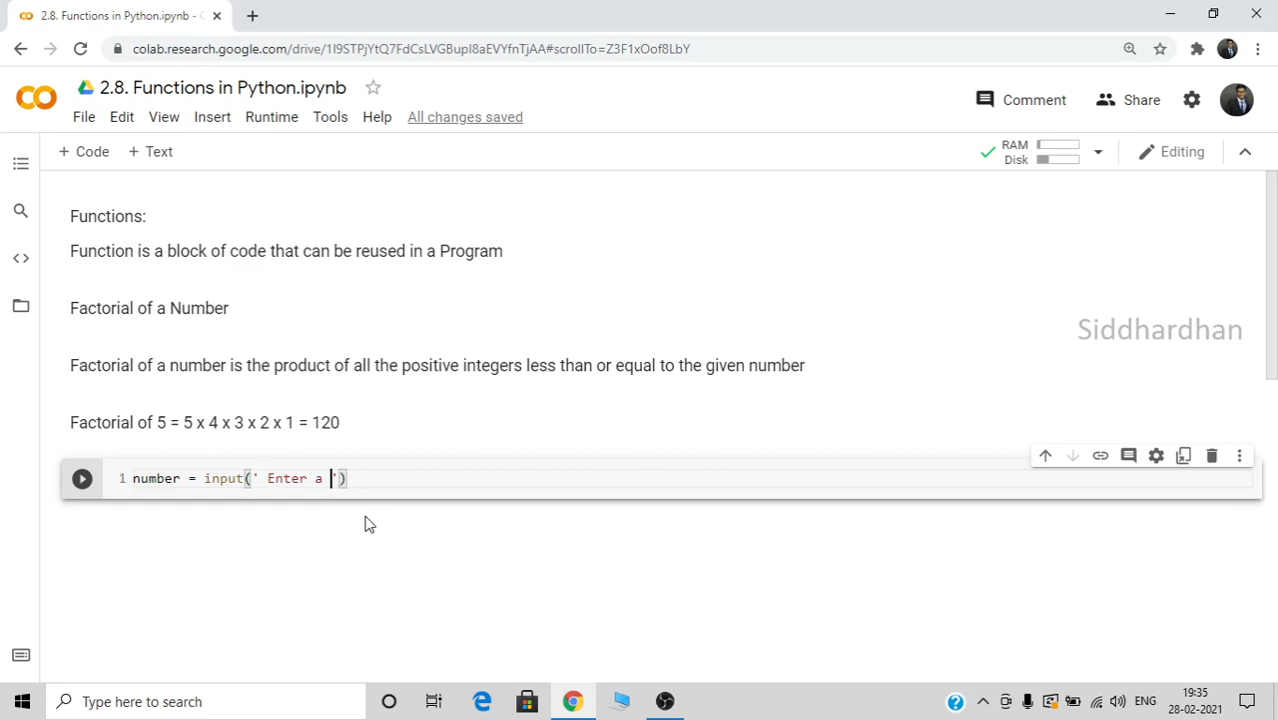 2.8. Functions in Python.ipynb - C
colab.research.google.com/drive/1I9STPjYtQ7FdCsLVGBupI8aEVYfnTjAA#scrollTo=Z3F1xOof8LbY
2.8. Functions in Python.ipynb
Comment
Share
File Edit View Insert Runtime Tools Help All changes saved
+ Code + Text
RAM
Disk
Editing
Functions:
Function is a block of code that can be reused in a Program
Factorial of a Number
Siddhardhan
Factorial of a number is the product of all the positive integers less than or equal to the given number
Factorial of 5 = 5 x 4 x 3 x 2 x 1 = 120
1 number = input(' Enter a ')
Type here to search
ENG
19:35
28-02-2021